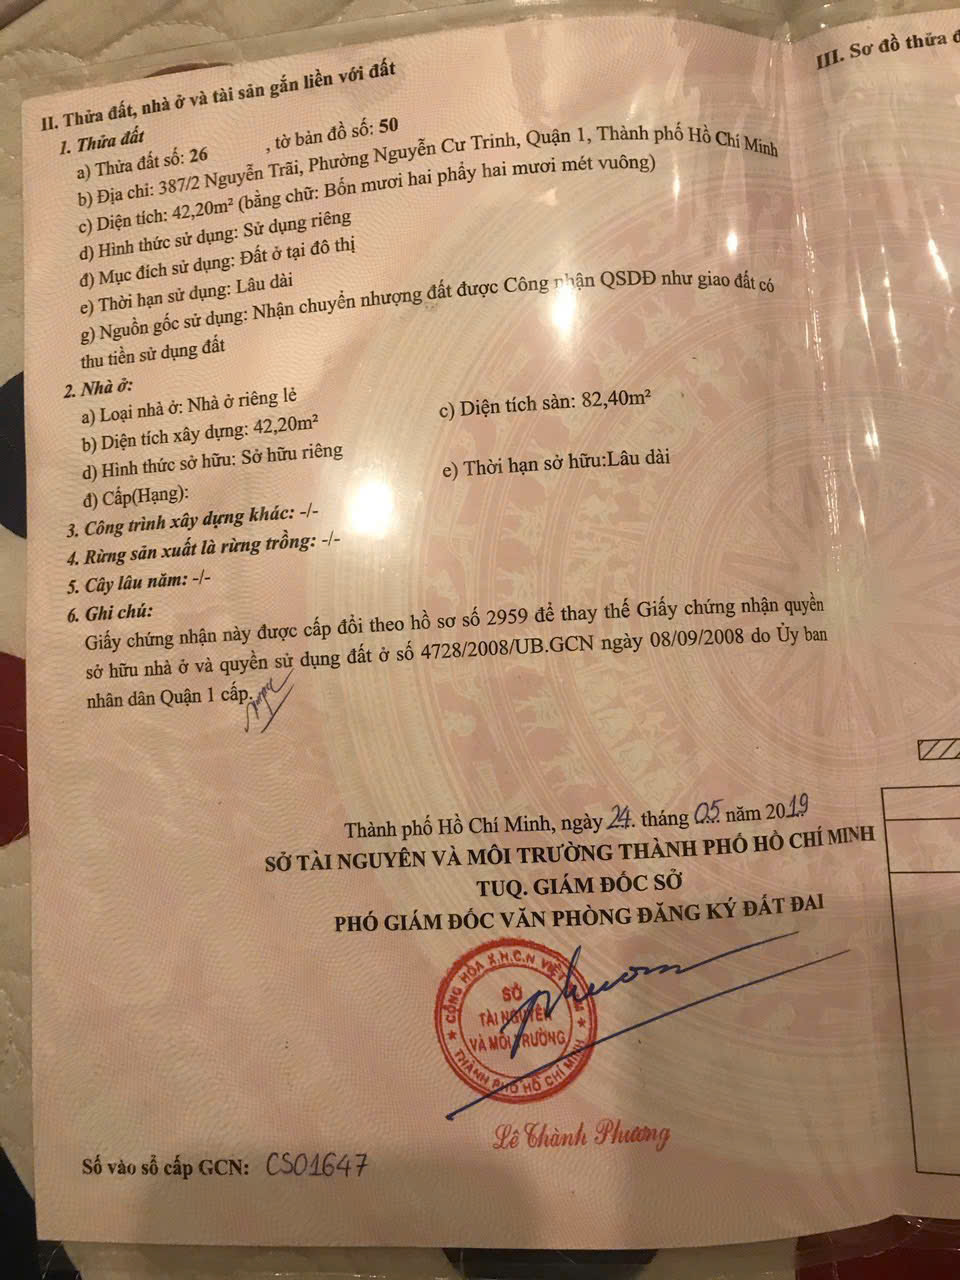 II. Thửa đất, nhà ở và tài sản gắn liền với đất
1. Thửa đất
a) Thửa đất số: 26 , tờ bản đồ số: 50
b) Địa chỉ: 387/2 Nguyễn Trãi, Phường Nguyễn Cư Trinh, Quận 1, Thành phố Hồ Chí Minh
c) Diện tích: 42,20m² (bằng chữ: Bốn mươi hai phẩy hai mươi mét vuông)
d) Hình thức sử dụng: Sử dụng riêng
đ) Mục đích sử dụng: Đất ở tại đô thị
e) Thời hạn sử dụng: Lâu dài
g) Nguồn gốc sử dụng: Nhận chuyển nhượng đất được Công nhận QSDĐ như giao đất có
thu tiền sử dụng đất
2. Nhà ở:
a) Loại nhà ở: Nhà ở riêng lẻ
b) Diện tích xây dựng: 42,20m²
c) Diện tích sàn: 82,40m²
d) Hình thức sở hữu: Sở hữu riêng
e) Thời hạn sở hữu:Lâu dài
đ) Cấp(Hạng):
3. Công trình xây dựng khác: -/-
4. Rừng sản xuất là rừng trồng: -/-
5. Cây lâu năm: -/-
6. Ghi chú:
Giấy chứng nhận này được cấp đổi theo hồ sơ số 2959 để thay thế Giấy chứng nhận quyền
sở hữu nhà ở và quyền sử dụng đất ở số 4728/2008/UB.GCN ngày 08/09/2008 do Ủy ban
nhân dân Quận 1 cấp.
Thành phố Hồ Chí Minh, ngày 24 tháng 05 năm 2019
SỞ TÀI NGUYÊN VÀ MÔI TRƯỜNG THÀNH PHỐ HỒ CHÍ MINH
TUQ. GIÁM ĐỐC SỞ
PHÓ GIÁM ĐỐC VĂN PHÒNG ĐĂNG KÝ ĐẤT ĐAI
CỘNG HÒA X.H.C.N VIỆT NAM
SỞ
TÀI NGUYÊN
VÀ MÔI TRƯỜNG
THÀNH PHỐ HỒ CHÍ MINH
Lê Thành Phương
Số vào sổ cấp GCN: CS01647
III. Sơ đồ thửa đ